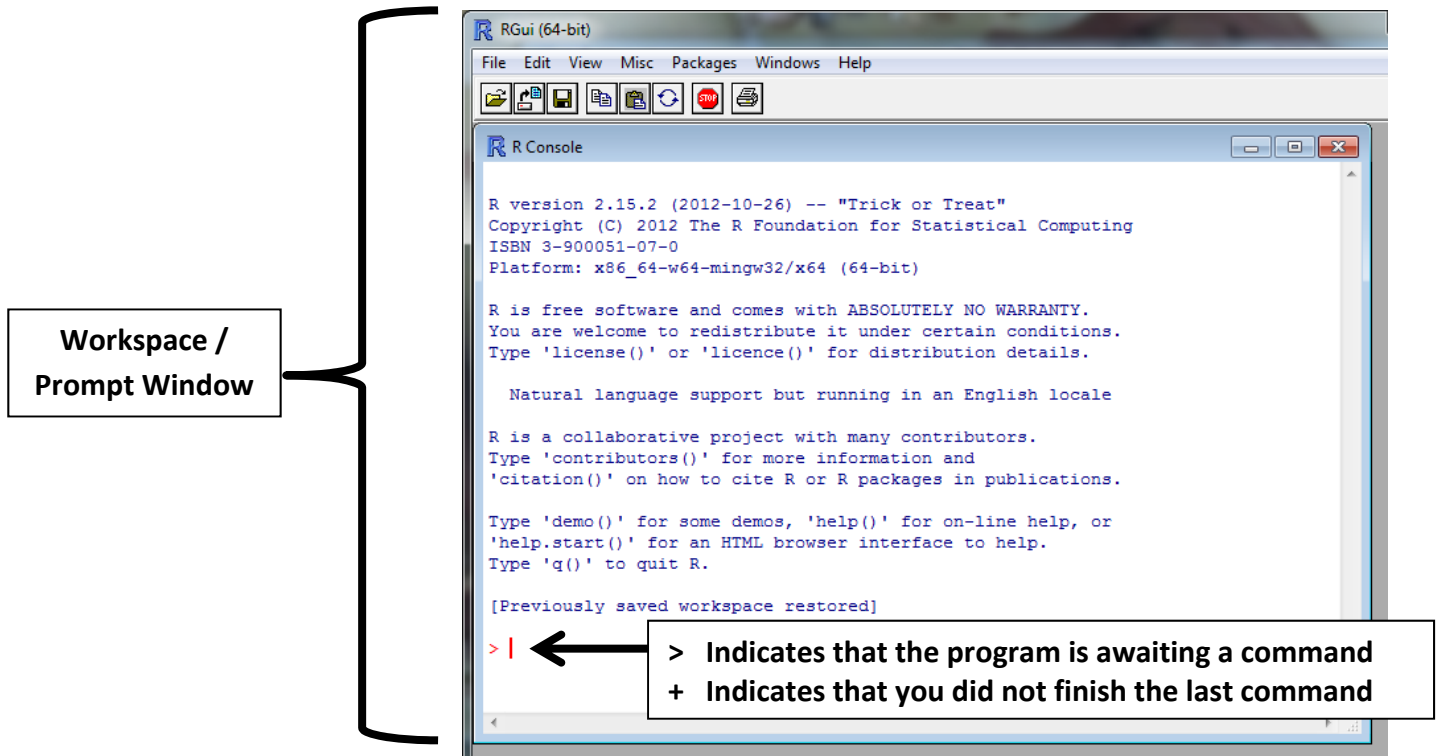 RGui (64-bit)
File Edit View Misc Packages Windows Help
STOP
R Console
R version 2.15.2 (2012-10-26) -- "Trick or Treat"
Copyright (C) 2012 The R Foundation for Statistical Computing
ISBN 3-900051-07-0
Platform: x86_64-w64-mingw32/x64 (64-bit)
R is free software and comes with ABSOLUTELY NO WARRANTY.
You are welcome to redistribute it under certain conditions.
Type 'license()' or 'licence()' for distribution details.
Natural language support but running in an English locale
R is a collaborative project with many contributors.
Type 'contributors()' for more information and
'citation()' on how to cite R or R packages in publications.
Type 'demo()' for some demos, 'help()' for on-line help, or
'help.start()' for an HTML browser interface to help.
Type 'q()' to quit R.
[Previously saved workspace restored]
>
Workspace /
Prompt Window
> Indicates that the program is awaiting a command
+ Indicates that you did not finish the last command